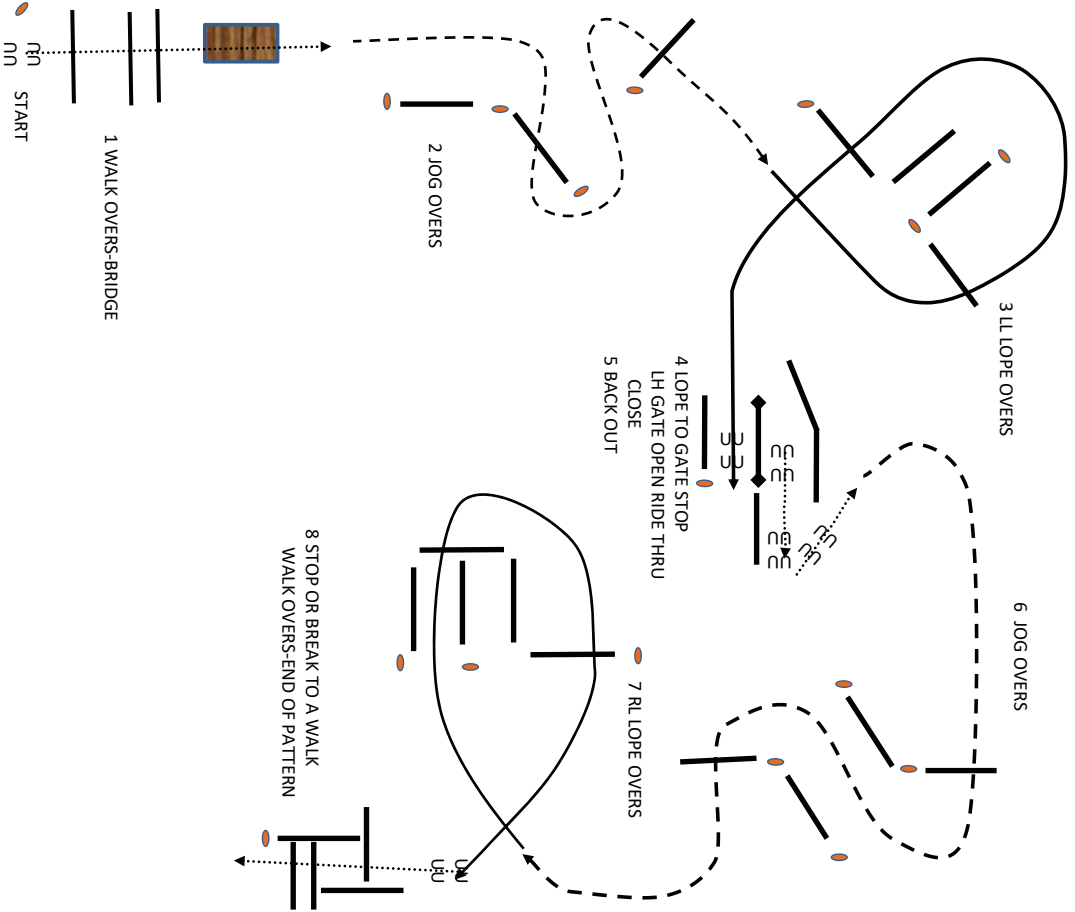 START
1 WALK OVERS-BRIDGE
2 JOG OVERS
3 LL LOPE OVERS
4 LOPE TO GATE STOP
LH GATE OPEN RIDE THRU
CLOSE
5 BACK OUT
6 JOG OVERS
7 RL LOPE OVERS
8 STOP OR BREAK TO A WALK
WALK OVERS-END OF PATTERN